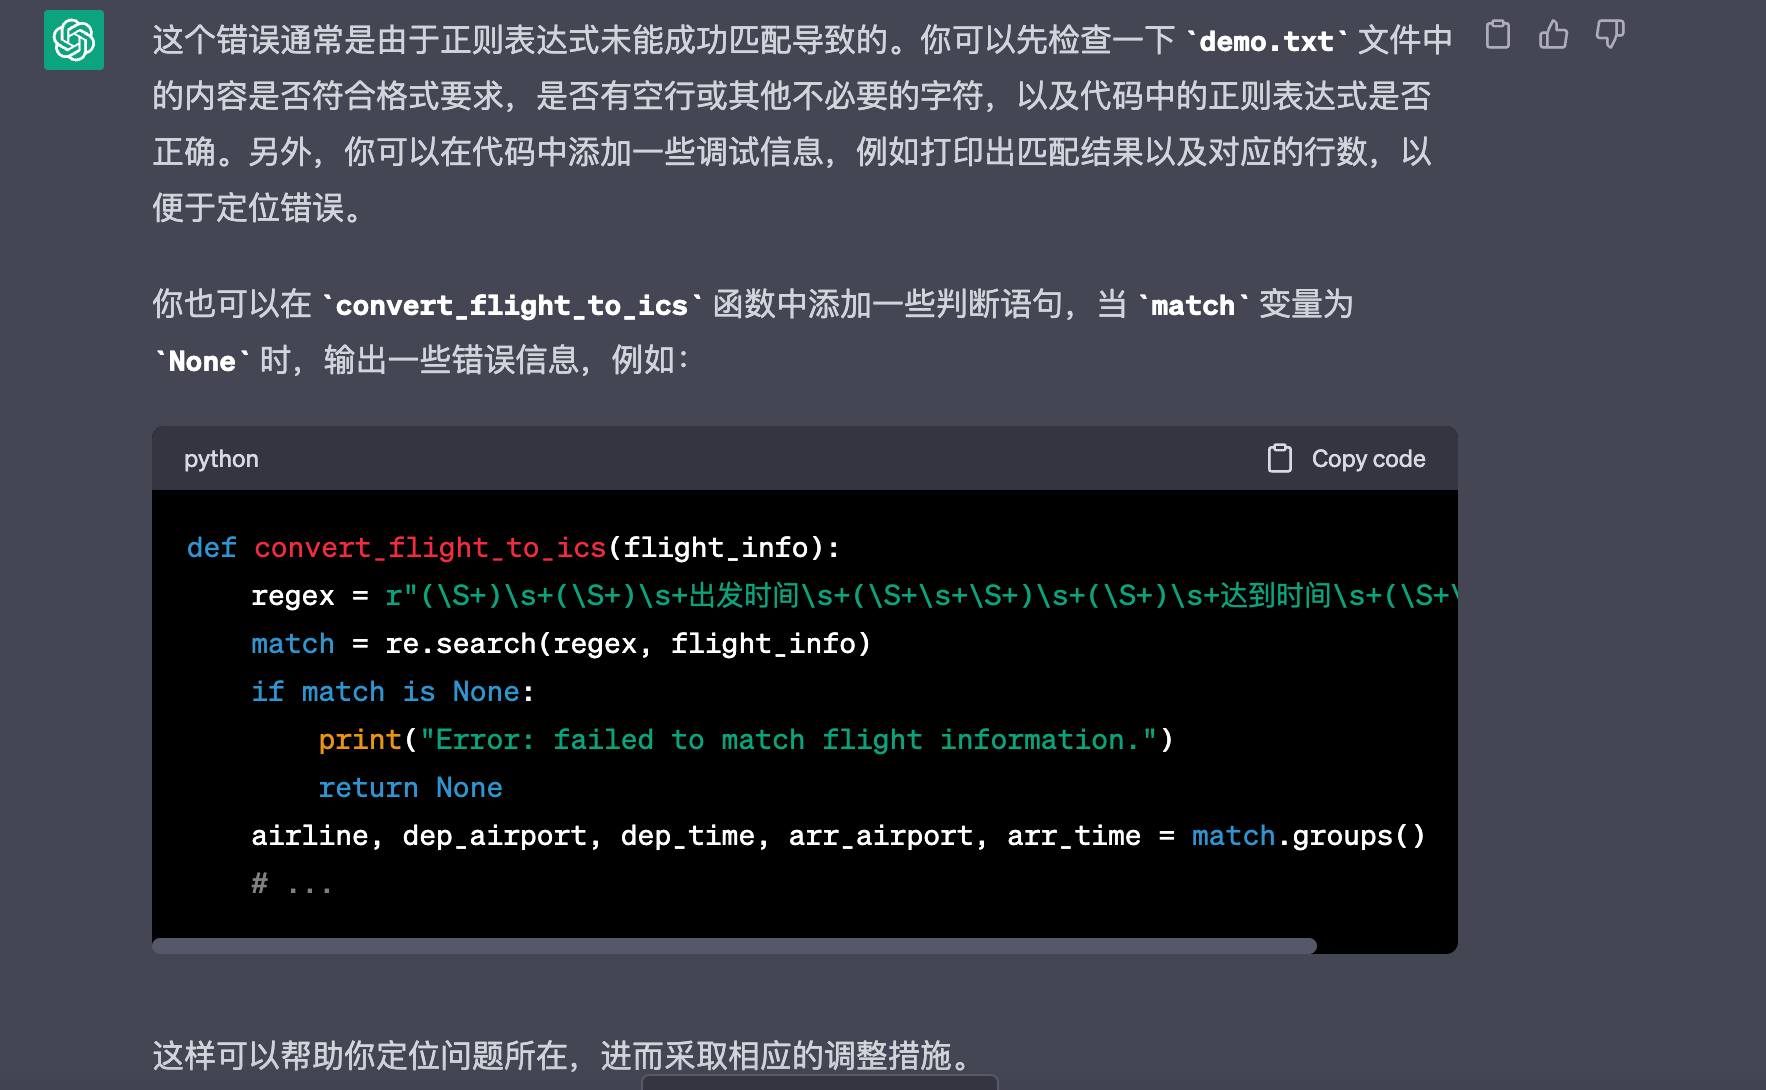 这个错误通常是由于正则表达式未能成功匹配导致的。你可以先检查一下 `demo.txt` 文件中
的内容是否符合格式要求，是否有空行或其他不必要的字符，以及代码中的正则表达式是否
正确。另外，你可以在代码中添加一些调试信息，例如打印出匹配结果以及对应的行数，以
便于定位错误。
你也可以在 `convert_flight_to_ics` 函数中添加一些判断语句，当 `match` 变量为
`None` 时，输出一些错误信息，例如：
python
Copy code
def convert_flight_to_ics(flight_info):
    regex = r"(\S+)\s+(\S+)\s+出发时间\s+(\S+\s+\S+)\s+(\S+)\s+达到时间\s+(\S+\
    match = re.search(regex, flight_info)
    if match is None:
        print("Error: failed to match flight information.")
        return None
    airline, dep_airport, dep_time, arr_airport, arr_time = match.groups()
    # ...
这样可以帮助你定位问题所在，进而采取相应的调整措施。